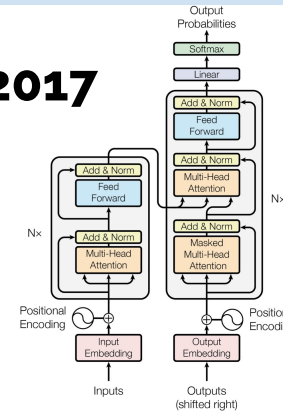 2017
Output
Probabilities
Softmax
Linear
Add & Norm
Feed
Forward
Add & Norm
Multi-Head
Attention
Add & Norm
Masked
Multi-Head
Attention
N×
Add & Norm
Feed
Forward
N×
Add & Norm
Multi-Head
Attention
Positional
Encoding
Input
Embedding
Inputs
Output
Embedding
Outputs
(shifted right)